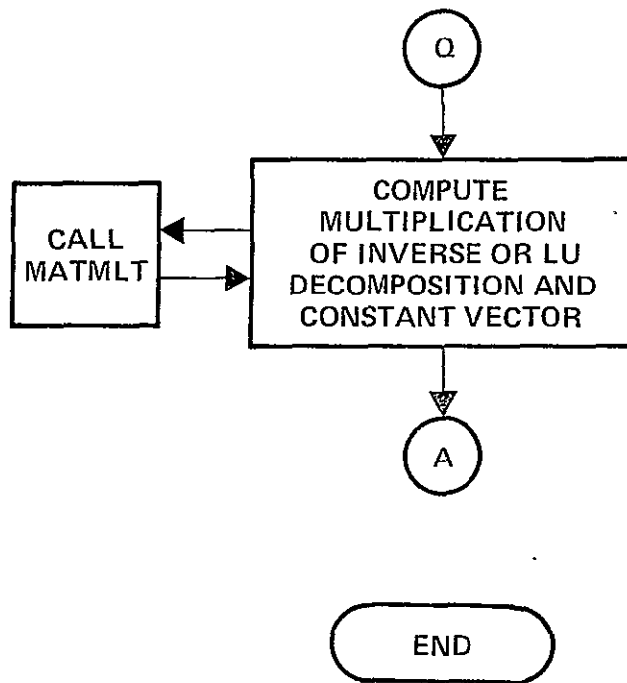 Q
CALL
MATMLT
COMPUTE
MULTIPLICATION
OF INVERSE OR LU
DECOMPOSITION AND
CONSTANT VECTOR
A
END